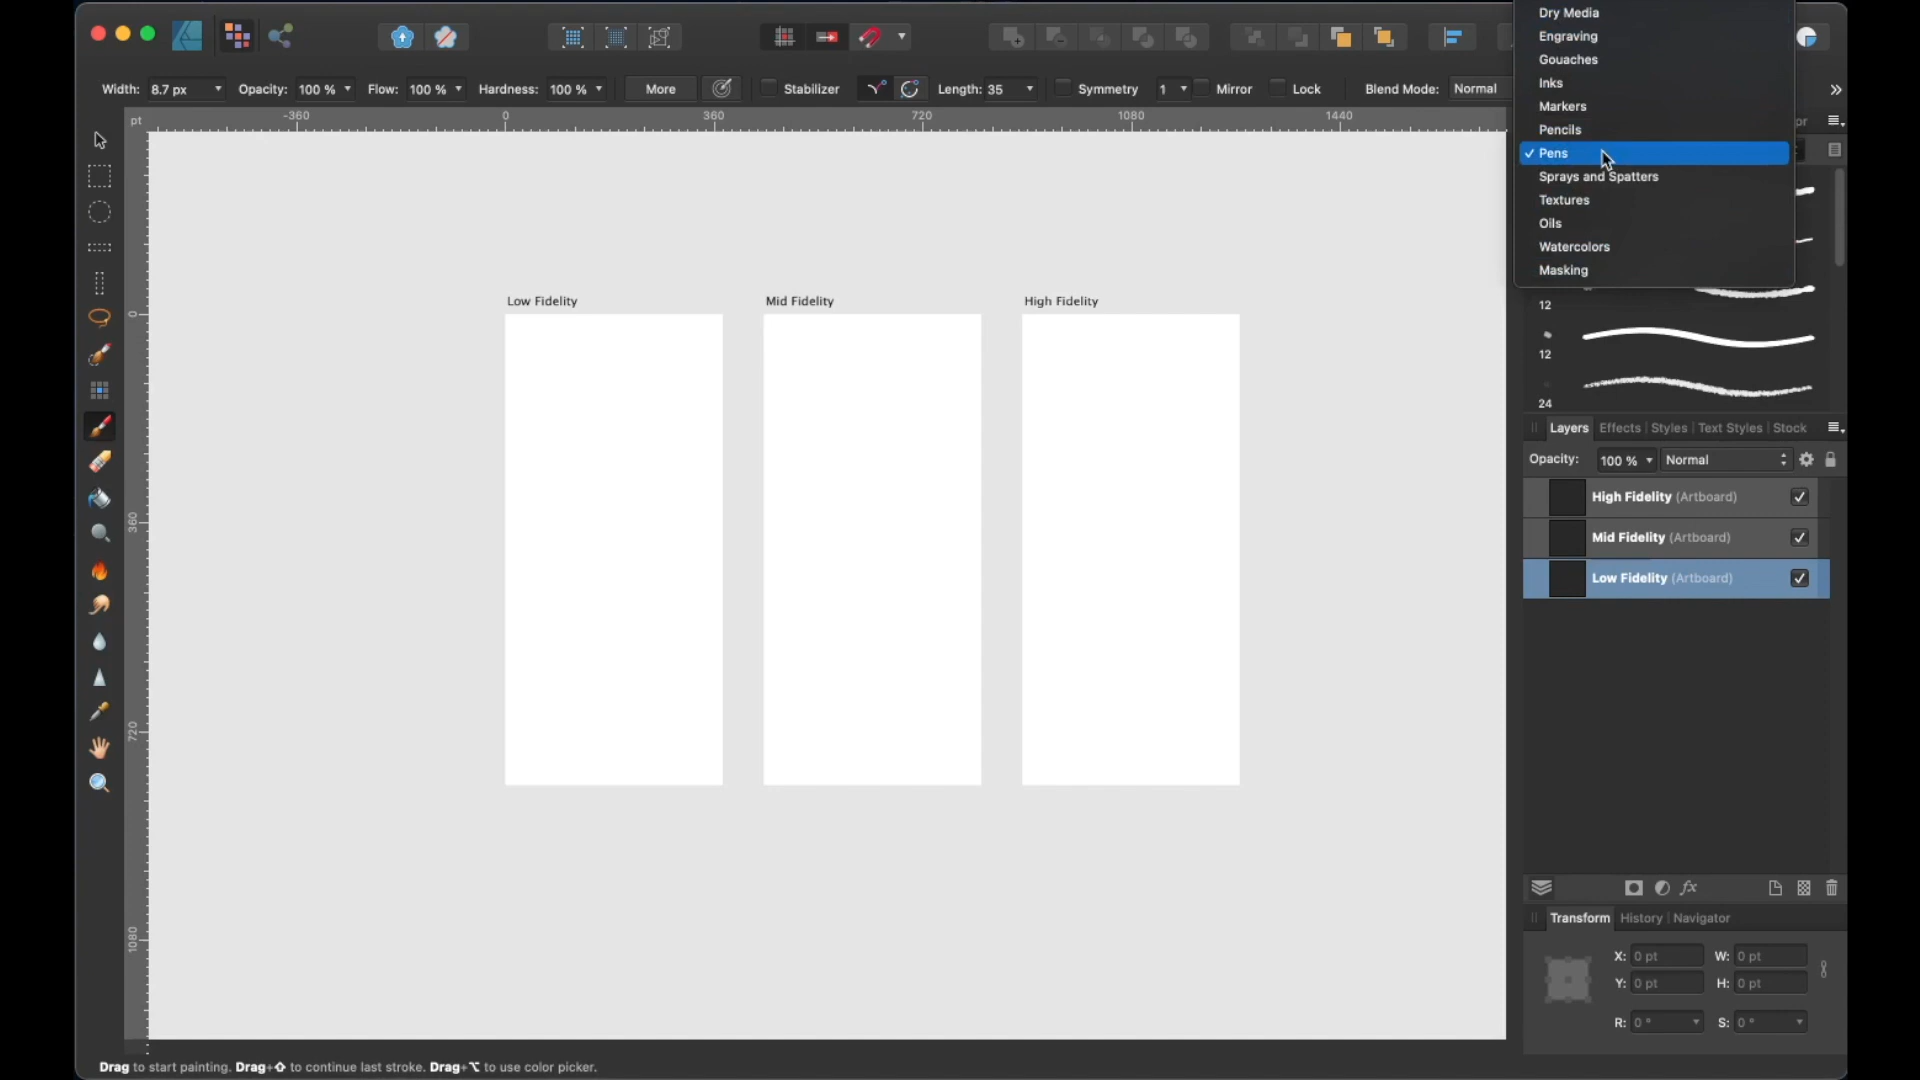 Dry Media
Engraving
Gouaches
Inks
Markers
Pencils
✓ Pens
Sprays and Spatters
Textures
Oils
Watercolors
Masking
Width: 8.7 px Opacity: 100 % Flow: 100 % Hardness: 100 % More Stabilizer Length: 35 Symmetry 1 Mirror Lock Blend Mode: Normal
pt -360 0 360 720 1080 1440
0
360
720
1080
Low Fidelity Mid Fidelity High Fidelity
12
12
24
Layers Effects Styles Text Styles Stock
Opacity: 100 % Normal
High Fidelity (Artboard)
Mid Fidelity (Artboard)
Low Fidelity (Artboard)
fx
Transform History Navigator
X: 0 pt W: 0 pt
Y: 0 pt H: 0 pt
R: 0 ° S: 0 °
Drag to start painting. Drag+⇧ to continue last stroke. Drag+⌥ to use color picker.